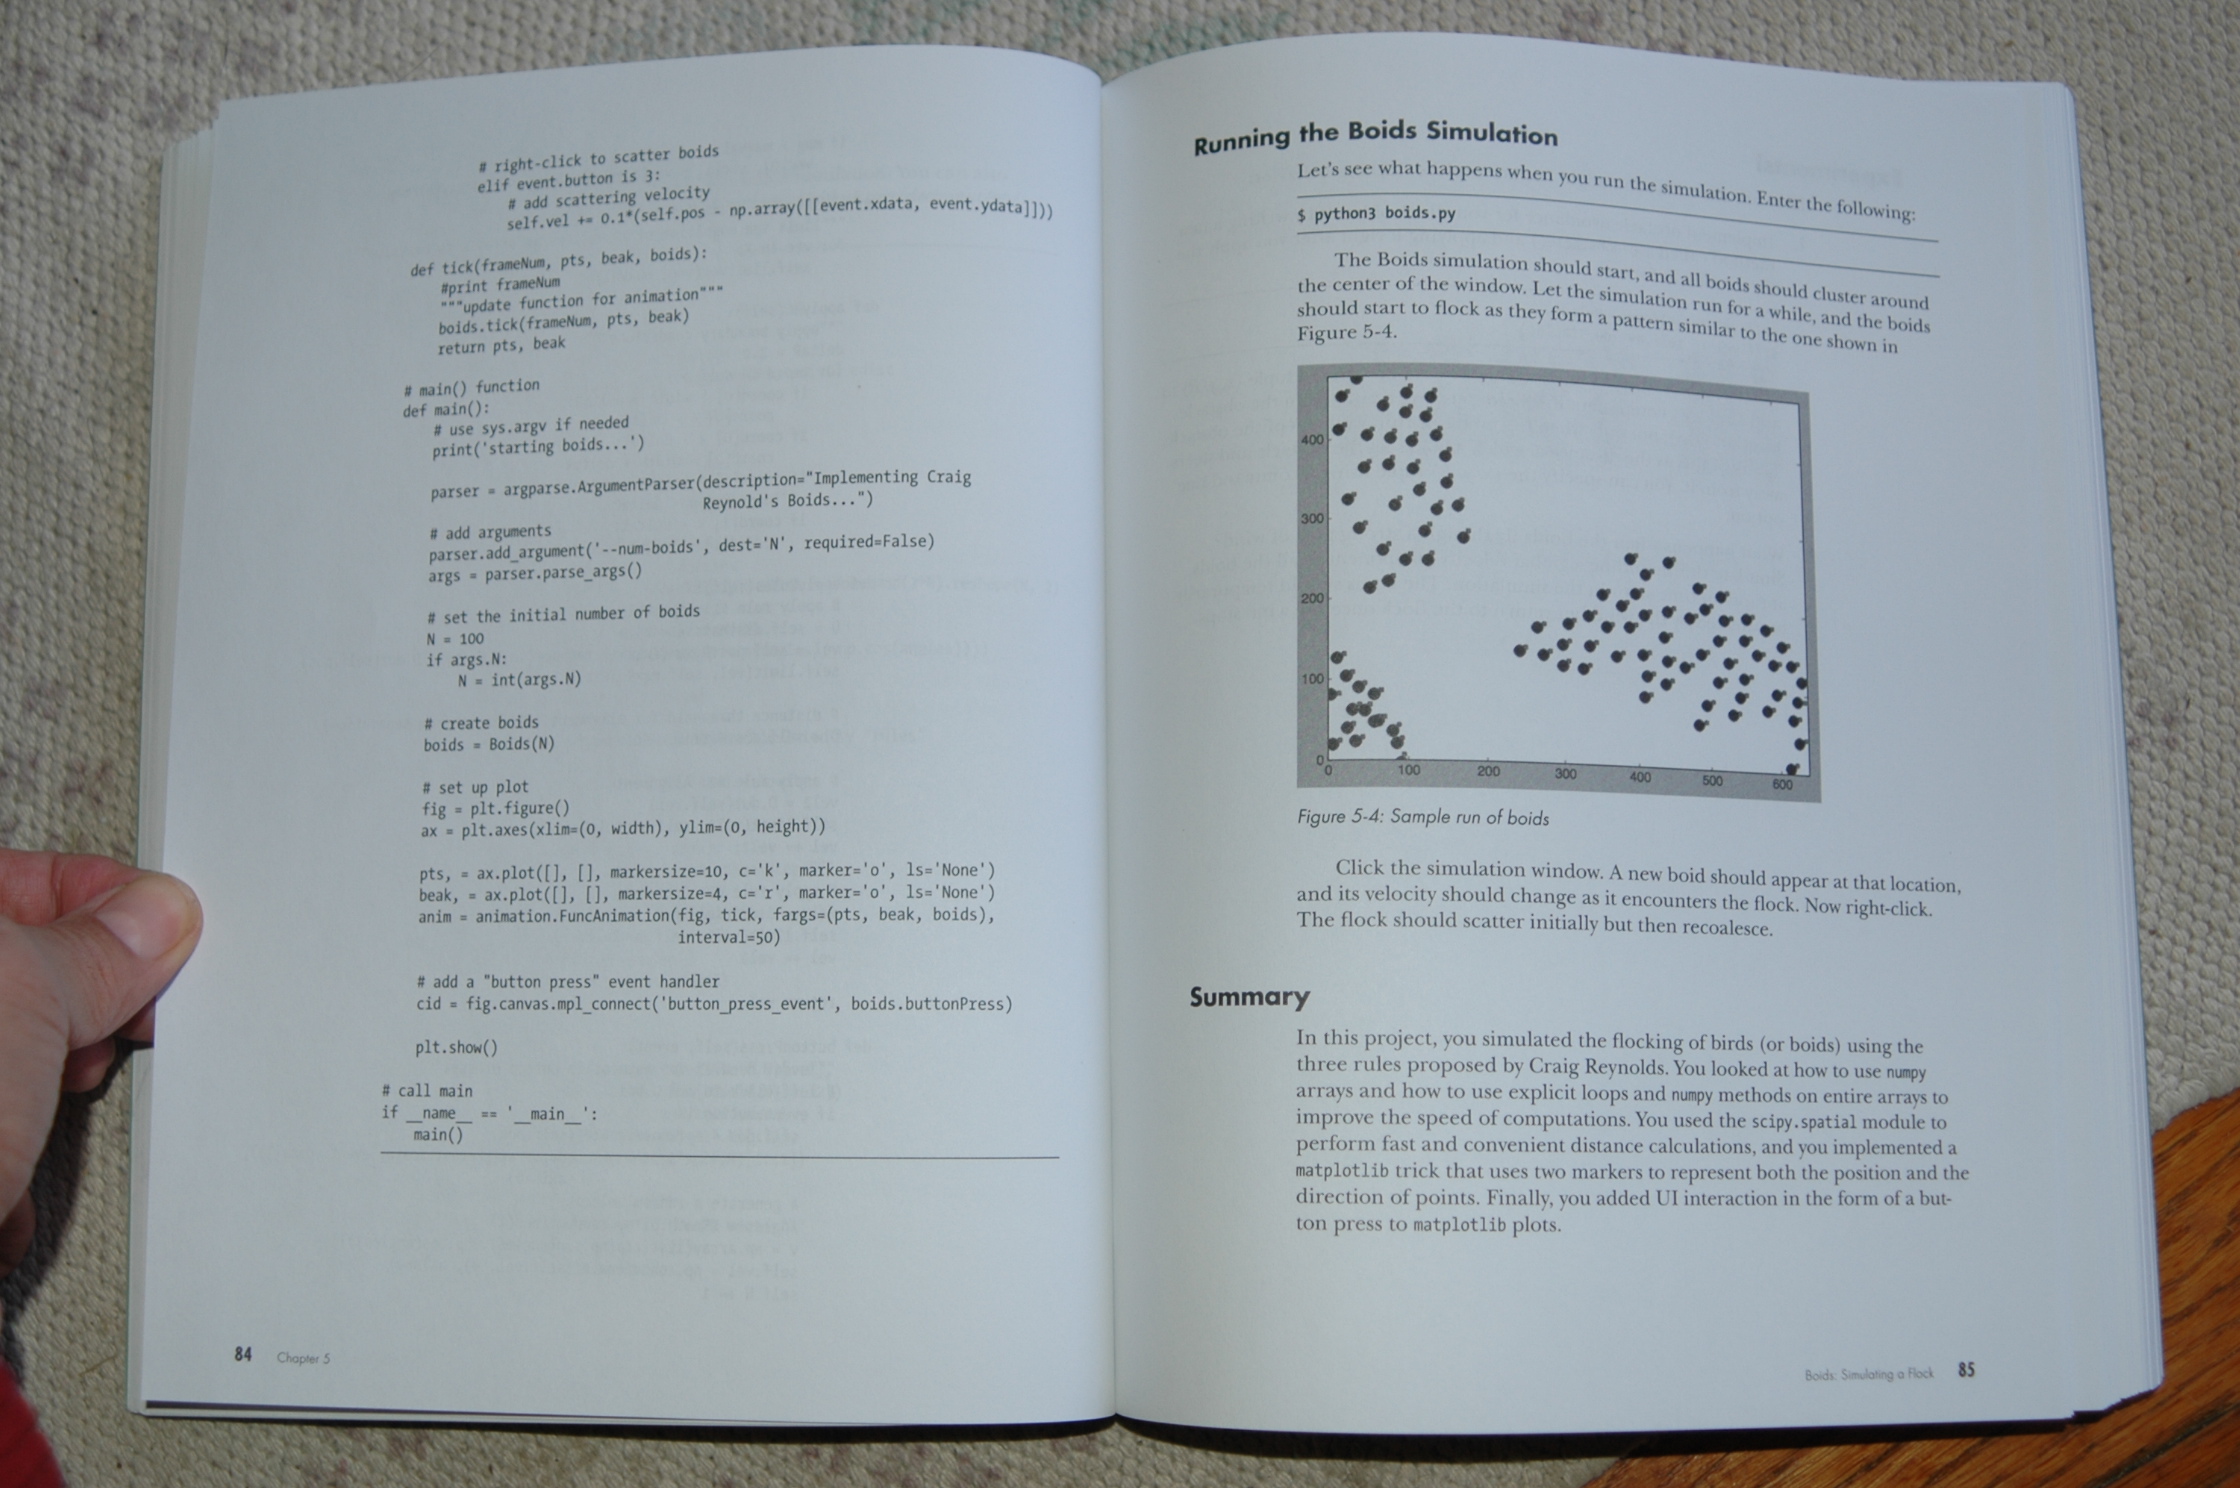 # right-click to scatter boids
elif event.button is 3:
# add scattering velocity
self.vel += 0.1*(self.pos - np.array([[event.xdata, event.ydata]]))
def tick(frameNum, pts, beak, boids):
#print frameNum
"""update function for animation"""
boids.tick(frameNum, pts, beak)
return pts, beak
# main() function
def main():
# use sys.argv if needed
print('starting boids...')
parser = argparse.ArgumentParser(description="Implementing Craig
Reynold's Boids...")
# add arguments
parser.add_argument('--num-boids', dest='N', required=False)
args = parser.parse_args()
# set the initial number of boids
N = 100
if args.N:
N = int(args.N)
# create boids
boids = Boids(N)
# set up plot
fig = plt.figure()
ax = plt.axes(xlim=(0, width), ylim=(0, height))
pts, = ax.plot([], [], markersize=10, c='k', marker='o', ls='None')
beak, = ax.plot([], [], markersize=4, c='r', marker='o', ls='None')
anim = animation.FuncAnimation(fig, tick, fargs=(pts, beak, boids),
interval=50)
# add a "button press" event handler
cid = fig.canvas.mpl_connect('button_press_event', boids.buttonPress)
plt.show()
# call main
if __name__ == '__main__':
main()
84 Chapter 5
Running the Boids Simulation
Let's see what happens when you run the simulation. Enter the following:
$ python3 boids.py
The Boids simulation should start, and all boids should cluster around
the center of the window. Let the simulation run for a while, and the boids
should start to flock as they form a pattern similar to the one shown in
Figure 5-4.
400
300
200
100
0
0 100 200 300 400 500 600
Figure 5-4: Sample run of boids
Click the simulation window. A new boid should appear at that location,
and its velocity should change as it encounters the flock. Now right-click.
The flock should scatter initially but then recoalesce.
Summary
In this project, you simulated the flocking of birds (or boids) using the
three rules proposed by Craig Reynolds. You looked at how to use numpy
arrays and how to use explicit loops and numpy methods on entire arrays to
improve the speed of computations. You used the scipy.spatial module to
perform fast and convenient distance calculations, and you implemented a
matplotlib trick that uses two markers to represent both the position and the
direction of points. Finally, you added UI interaction in the form of a but-
ton press to matplotlib plots.
Boids: Simulating a Flock 85